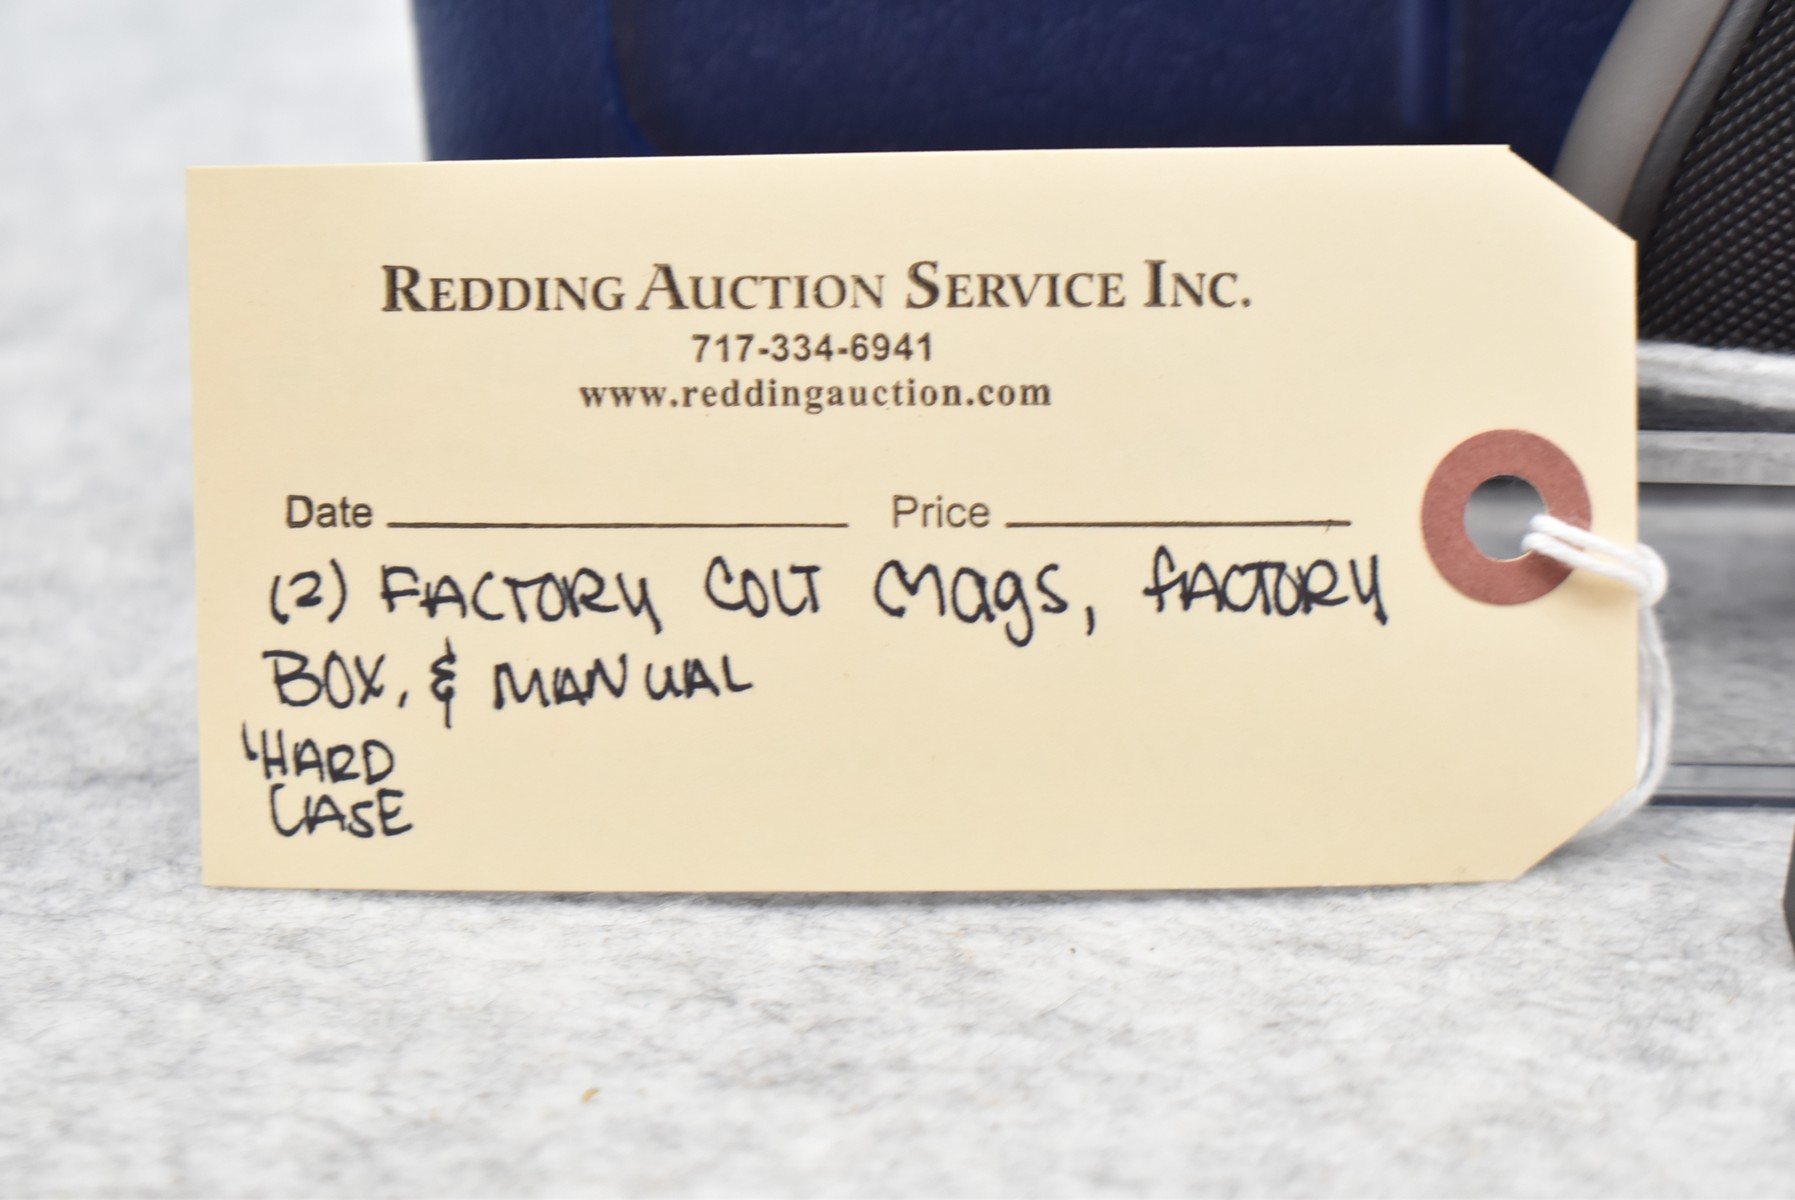 REDDING AUCTION SERVICE INC.
717-334-6941
www.reddingauction.com
Date Price
(2) FACTORY COLT Mags, FACTORY
BOX, & MANUAL
HARD
CASE